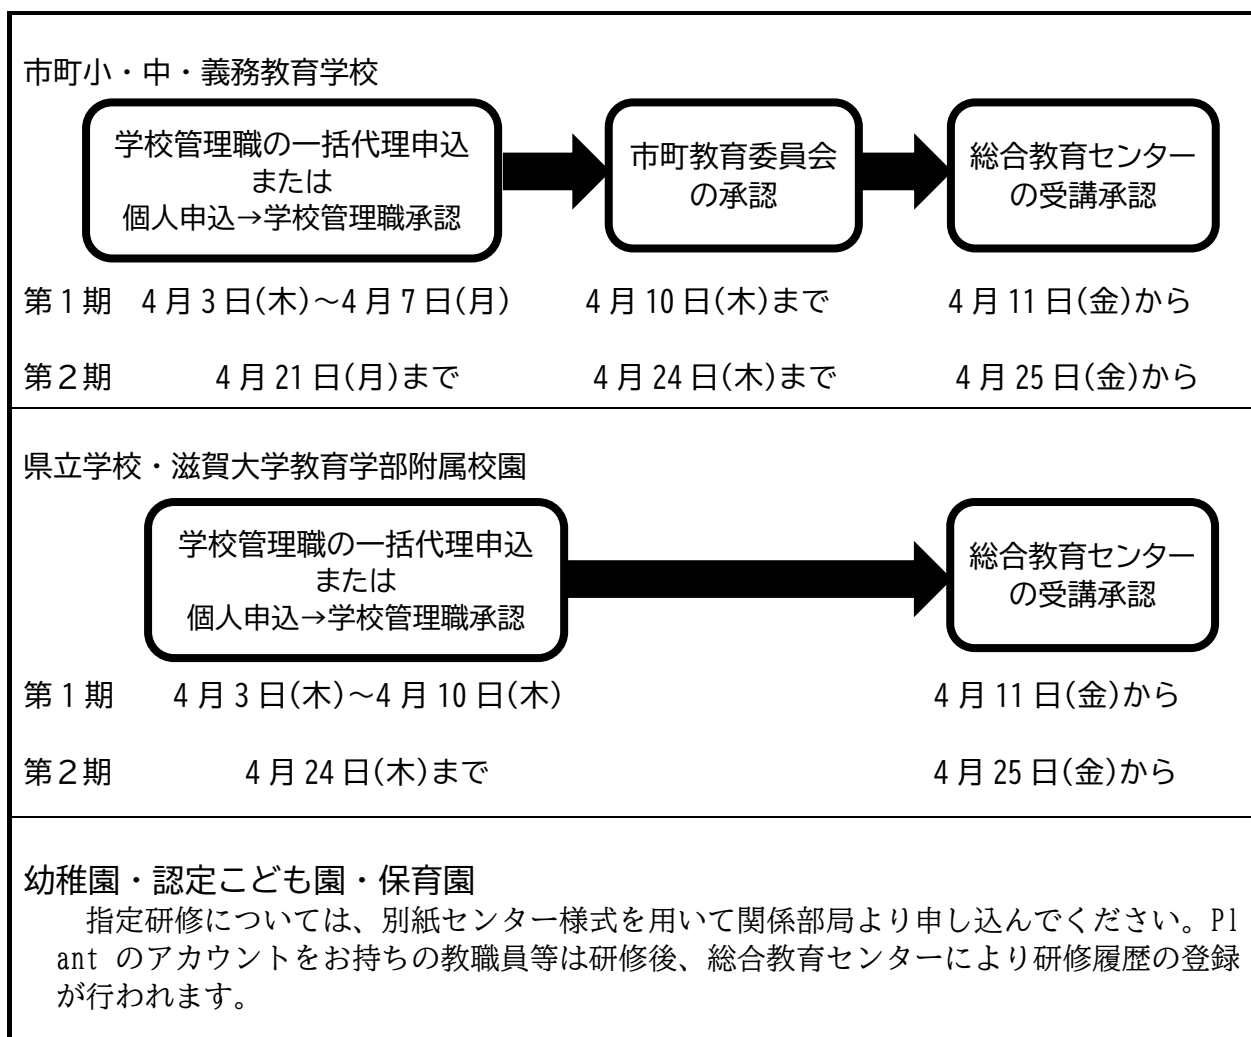 市町小・中・義務教育学校
学校管理職の一括代理申込
または
個人申込→学校管理職承認
市町教育委員会
の承認
総合教育センター
の受講承認
第1期 4月3日(木)～4月7日(月) 4月10日(木)まで 4月11日(金)から
第2期 4月21日(月)まで 4月24日(木)まで 4月25日(金)から
県立学校・滋賀大学教育学部附属校園
学校管理職の一括代理申込
または
個人申込→学校管理職承認
総合教育センター
の受講承認
第1期 4月3日(木)～4月10日(木) 4月11日(金)から
第2期 4月24日(木)まで 4月25日(金)から
幼稚園・認定こども園・保育園
指定研修については、別紙センター様式を用いて関係部局より申し込んでください。Pl
ant のアカウントをお持ちの教職員等は研修後、総合教育センターにより研修履歴の登録
が行われます。